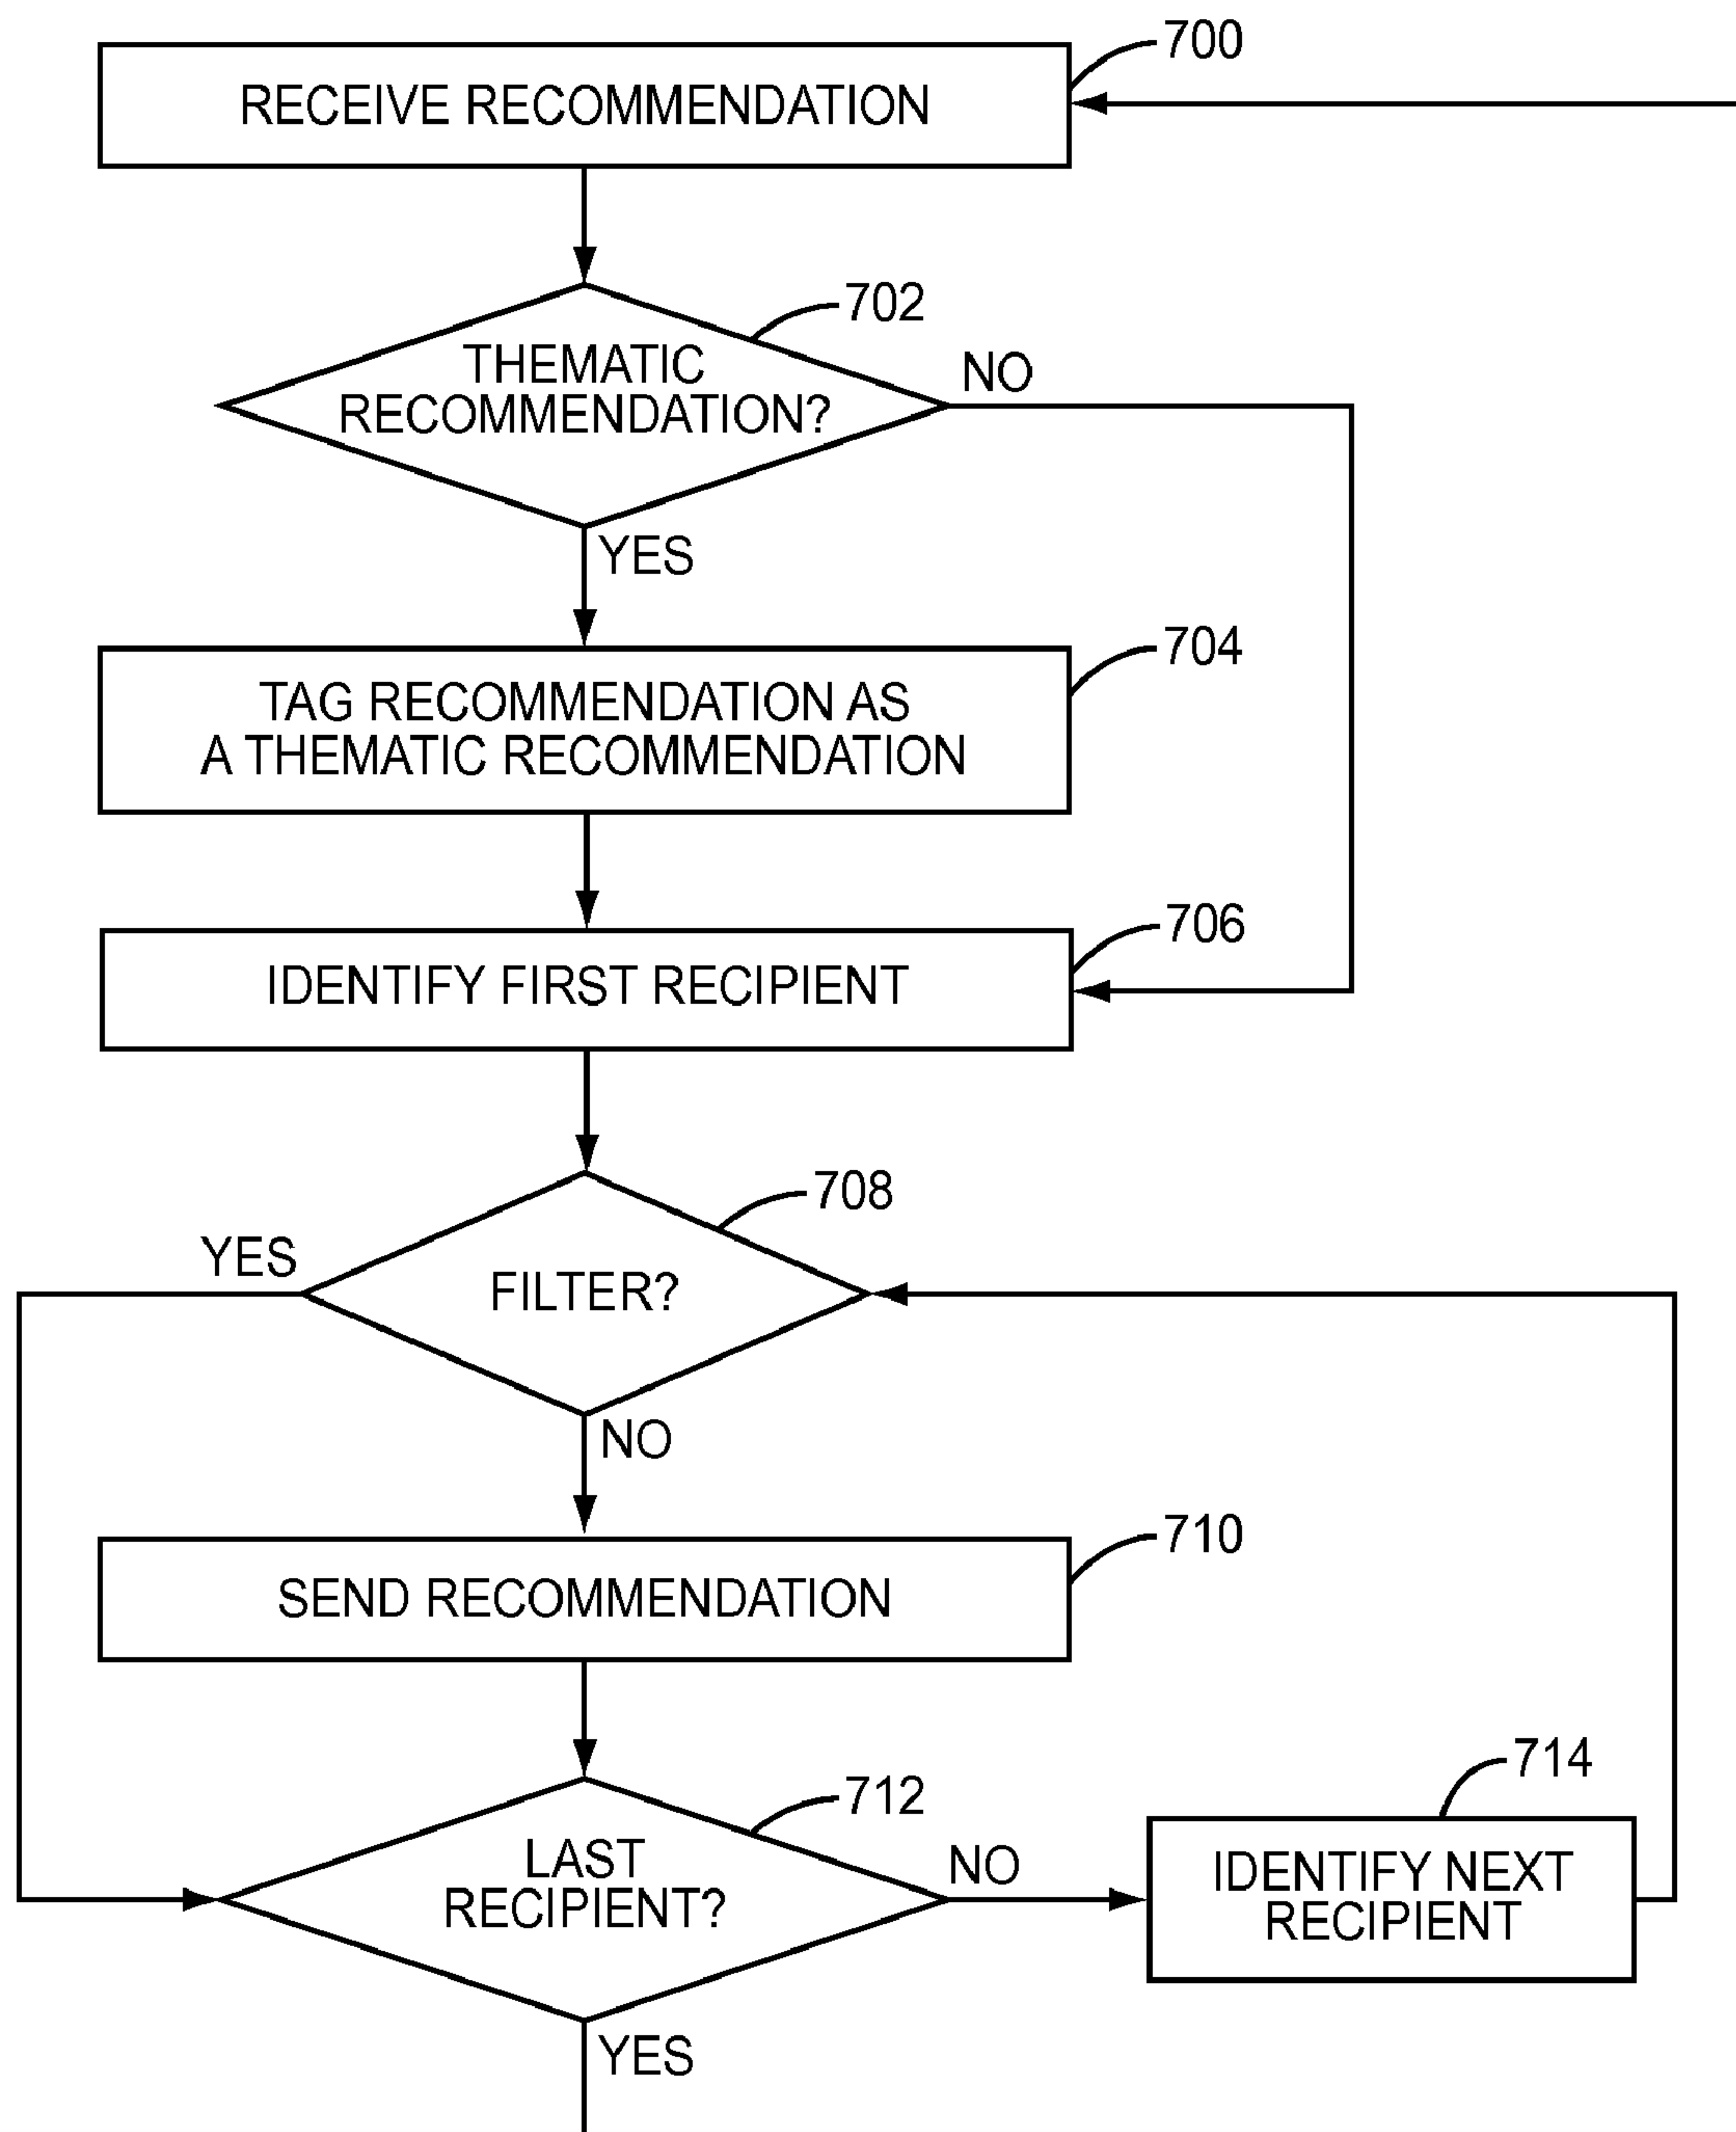 700
RECEIVE RECOMMENDATION
702
THEMATIC
RECOMMENDATION?
NO
YES
704
TAG RECOMMENDATION AS
A THEMATIC RECOMMENDATION
706
IDENTIFY FIRST RECIPIENT
708
YES
FILTER?
NO
710
SEND RECOMMENDATION
712
LAST
RECIPIENT?
NO
714
IDENTIFY NEXT
RECIPIENT
YES